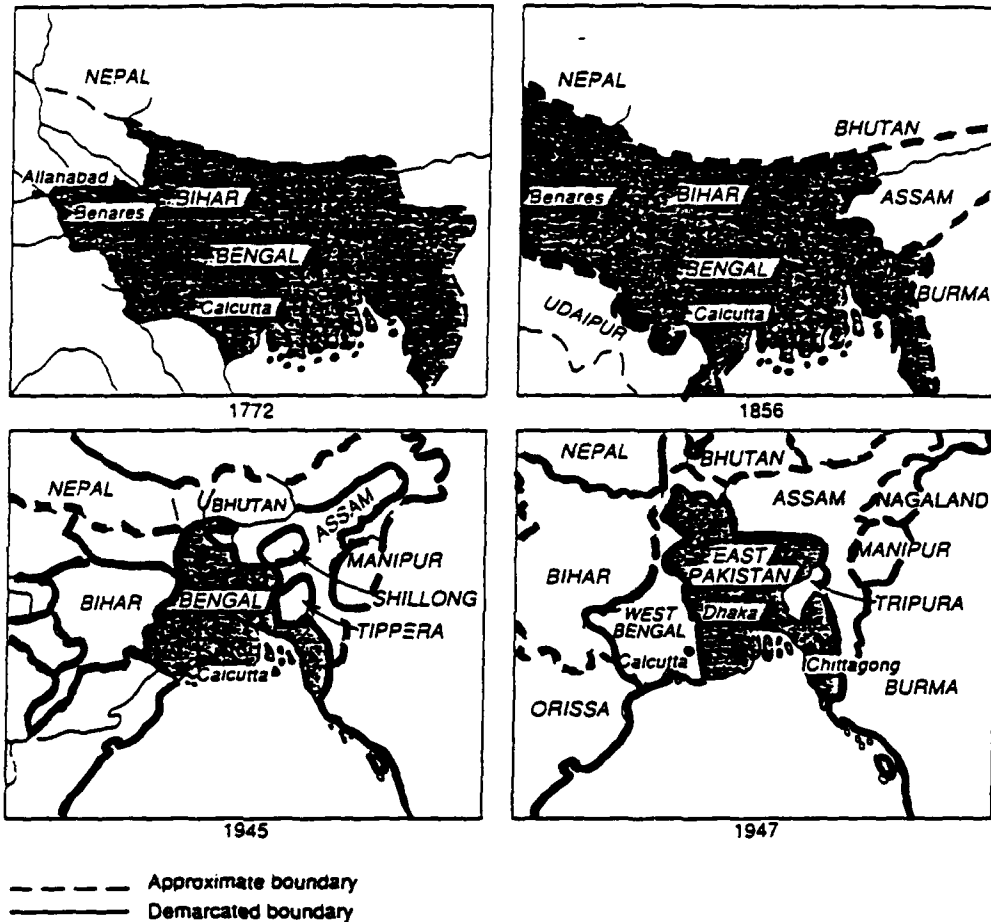 NEPAL
Allanabad
Benares
BIHAR
BENGAL
Calcutta
1772
NEPAL
BHUTAN
Benares
BIHAR
ASSAM
BENGAL
BURMA
UDAIPUR
Calcutta
1856
NEPAL
BHUTAN
ASSAM
MANIPUR
BIHAR
BENGAL
SHILLONG
TIPPERA
Calcutta
1945
NEPAL
BHUTAN
ASSAM
NAGALAND
EAST
PAKISTAN
MANIPUR
BIHAR
TRIPURA
WEST
BENGAL
Dhaka
Calcutta
Chittagong
BURMA
ORISSA
1947
Approximate boundary
Demarcated boundary